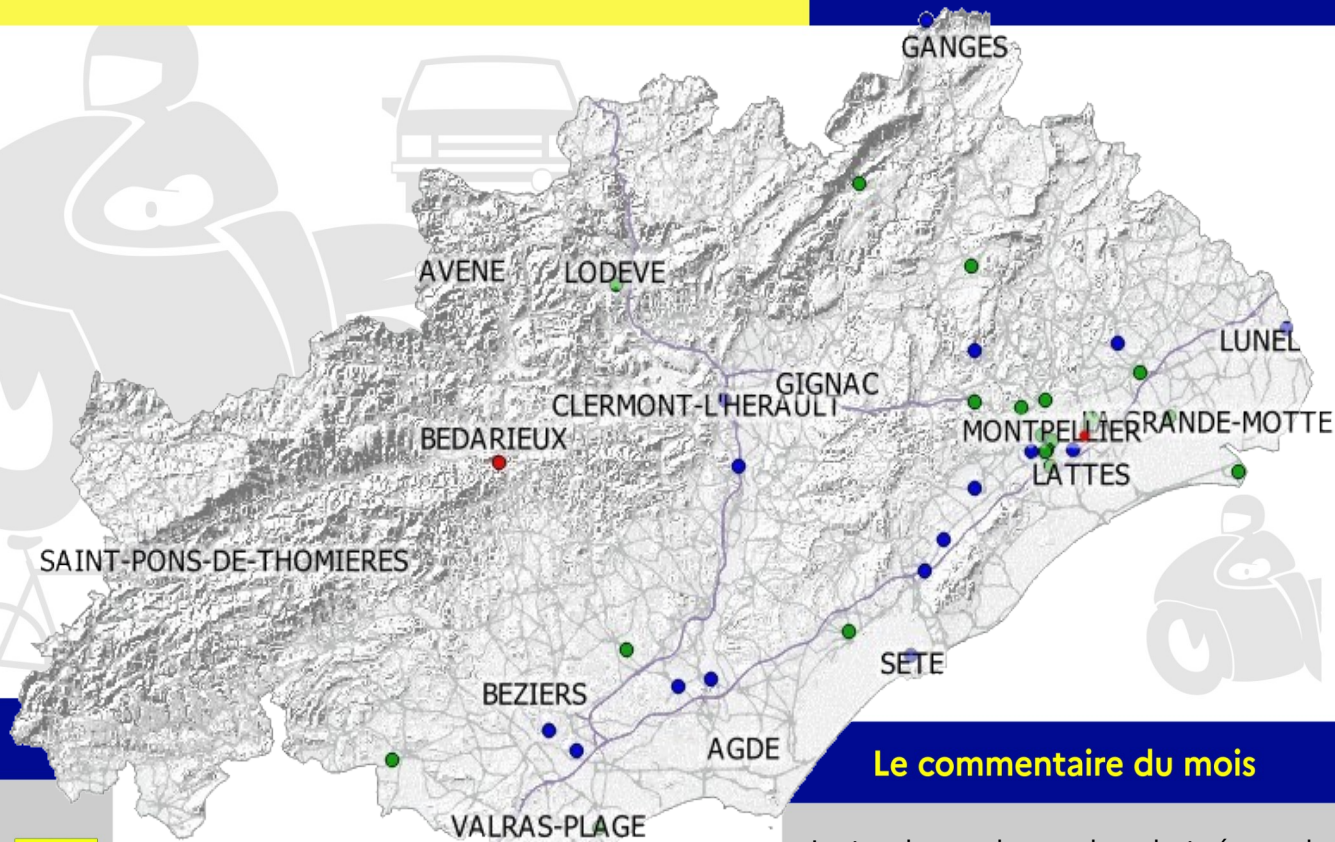 GANGES
AVENE
LODEVE
LUNEL
GIGNAC
CLERMONT-L'HERAULT
GRANDE-MOTTE
MONTPELLIER
BEDARIEUX
LATTES
SAINT-PONS-DE-THOMIERES
SETE
BEZIERS
AGDE
Le commentaire du mois
VALRAS-PLAGE